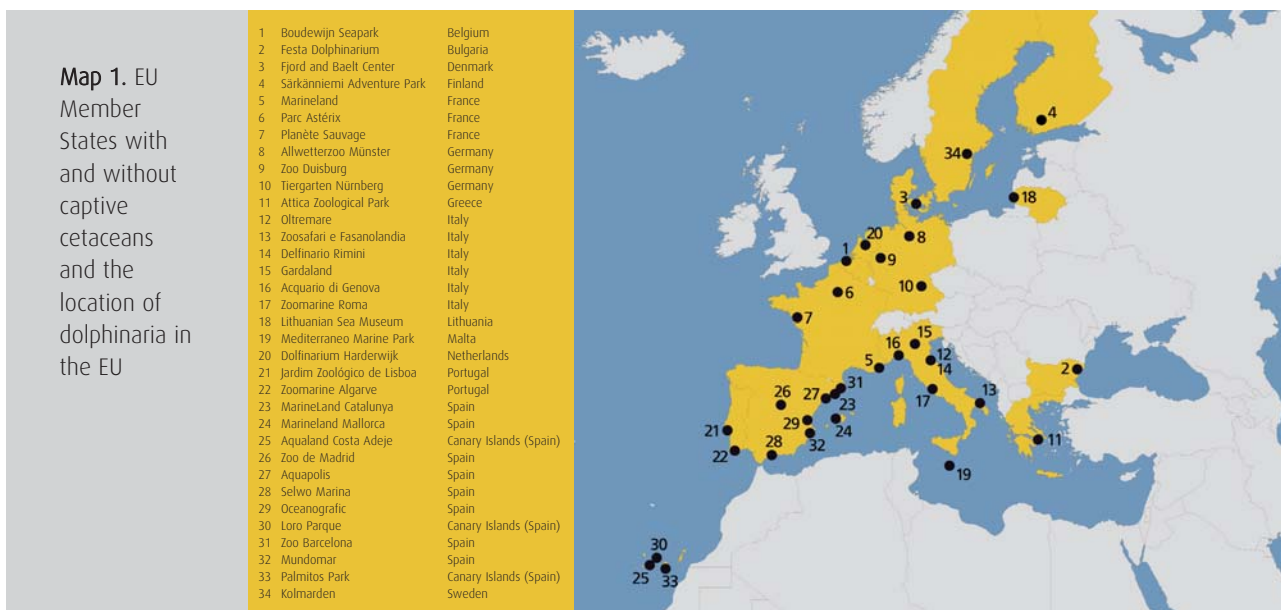 Map 1. EU
Member
States with
and without
captive
cetaceans
and the
location of
dolphinaria in
the EU
1 Boudewijn Seapark Belgium
2 Festa Dolphinarium Bulgaria
3 Fjord and Baelt Center Denmark
4 Särkänniemi Adventure Park Finland
5 Marineland France
6 Parc Astérix France
7 Planète Sauvage France
8 Allwetterzoo Münster Germany
9 Zoo Duisburg Germany
10 Tiergarten Nürnberg Germany
11 Attica Zoological Park Greece
12 Oltremare Italy
13 Zoosafari e Fasanolandia Italy
14 Delfinario Rimini Italy
15 Gardaland Italy
16 Acquario di Genova Italy
17 Zoomarine Roma Italy
18 Lithuanian Sea Museum Lithuania
19 Mediterraneo Marine Park Malta
20 Dolfinarium Harderwijk Netherlands
21 Jardim Zoológico de Lisboa Portugal
22 Zoomarine Algarve Portugal
23 MarineLand Catalunya Spain
24 Marineland Mallorca Spain
25 Aqualand Costa Adeje Canary Islands (Spain)
26 Zoo de Madrid Spain
27 Aquapolis Spain
28 Selwo Marina Spain
29 Oceanografic Spain
30 Loro Parque Canary Islands (Spain)
31 Zoo Barcelona Spain
32 Mundomar Spain
33 Palmitos Park Canary Islands (Spain)
34 Kolmarden Sweden
4
34
3
18
20
8
1
9
10
6
7
15
16
12
5
14
31
2
26
27
23
17
13
29
24
21
32
11
22
28
19
30
25
33